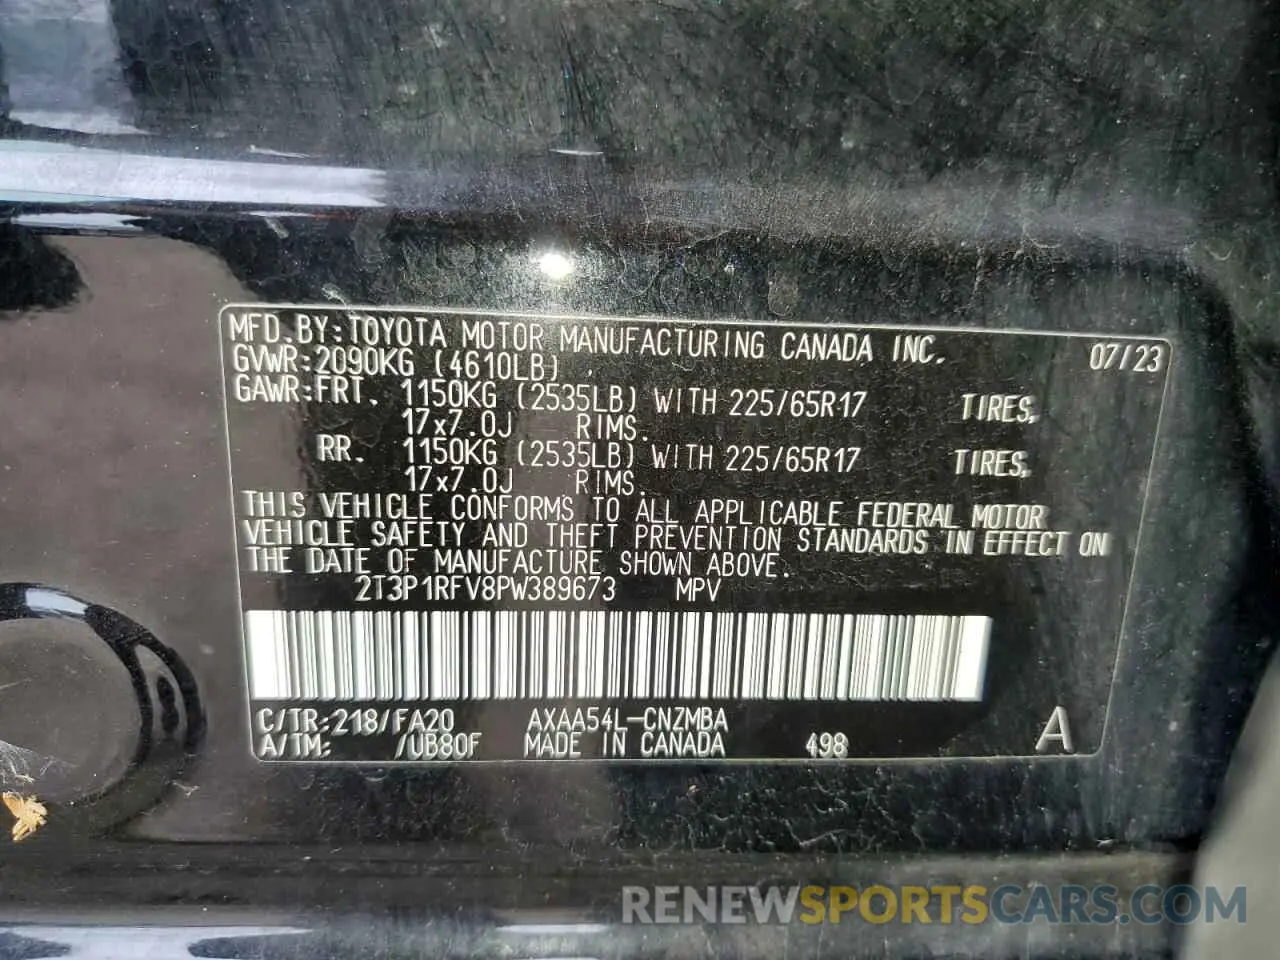 MFD.BY:TOYOTA MOTOR MANUFACTURING CANADA INC. 07/23
GVWR:2090KG (4610LB)
GAWR:FRT. 1150KG (2535LB) WITH 225/65R17 TIRES,
17x7.0J RIMS.
RR. 1150KG (2535LB) WITH 225/65R17 TIRES,
17x7.0J RIMS.
THIS VEHICLE CONFORMS TO ALL APPLICABLE FEDERAL MOTOR
VEHICLE SAFETY AND THEFT PREVENTION STANDARDS IN EFFECT ON
THE DATE OF MANUFACTURE SHOWN ABOVE.
2T3P1RFV8PW389673 MPV
C/TR:218/FA20 AXAA54L-CNZMBA
A/TM: /UB80F MADE IN CANADA 498 A
RENEWSPORTSCARS.COM